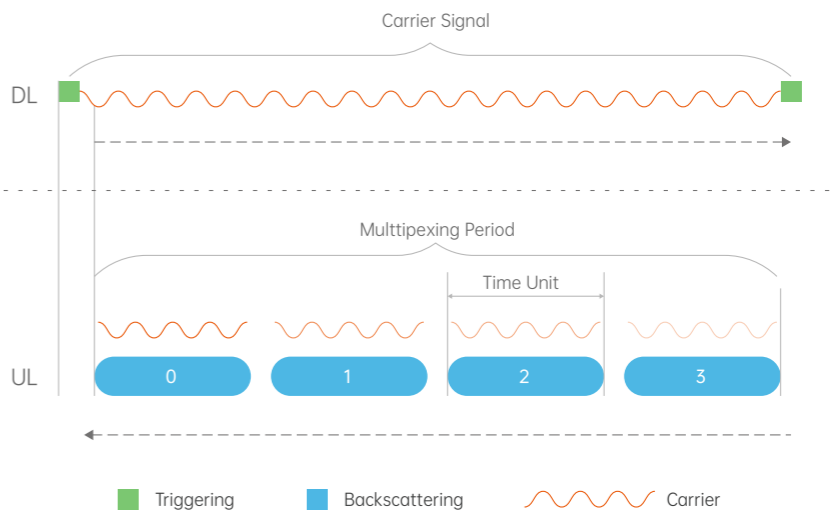 Carrier Signal
DL
Multtipexing Period
Time Unit
UL
0 1 2 3
Triggering Backscattering Carrier